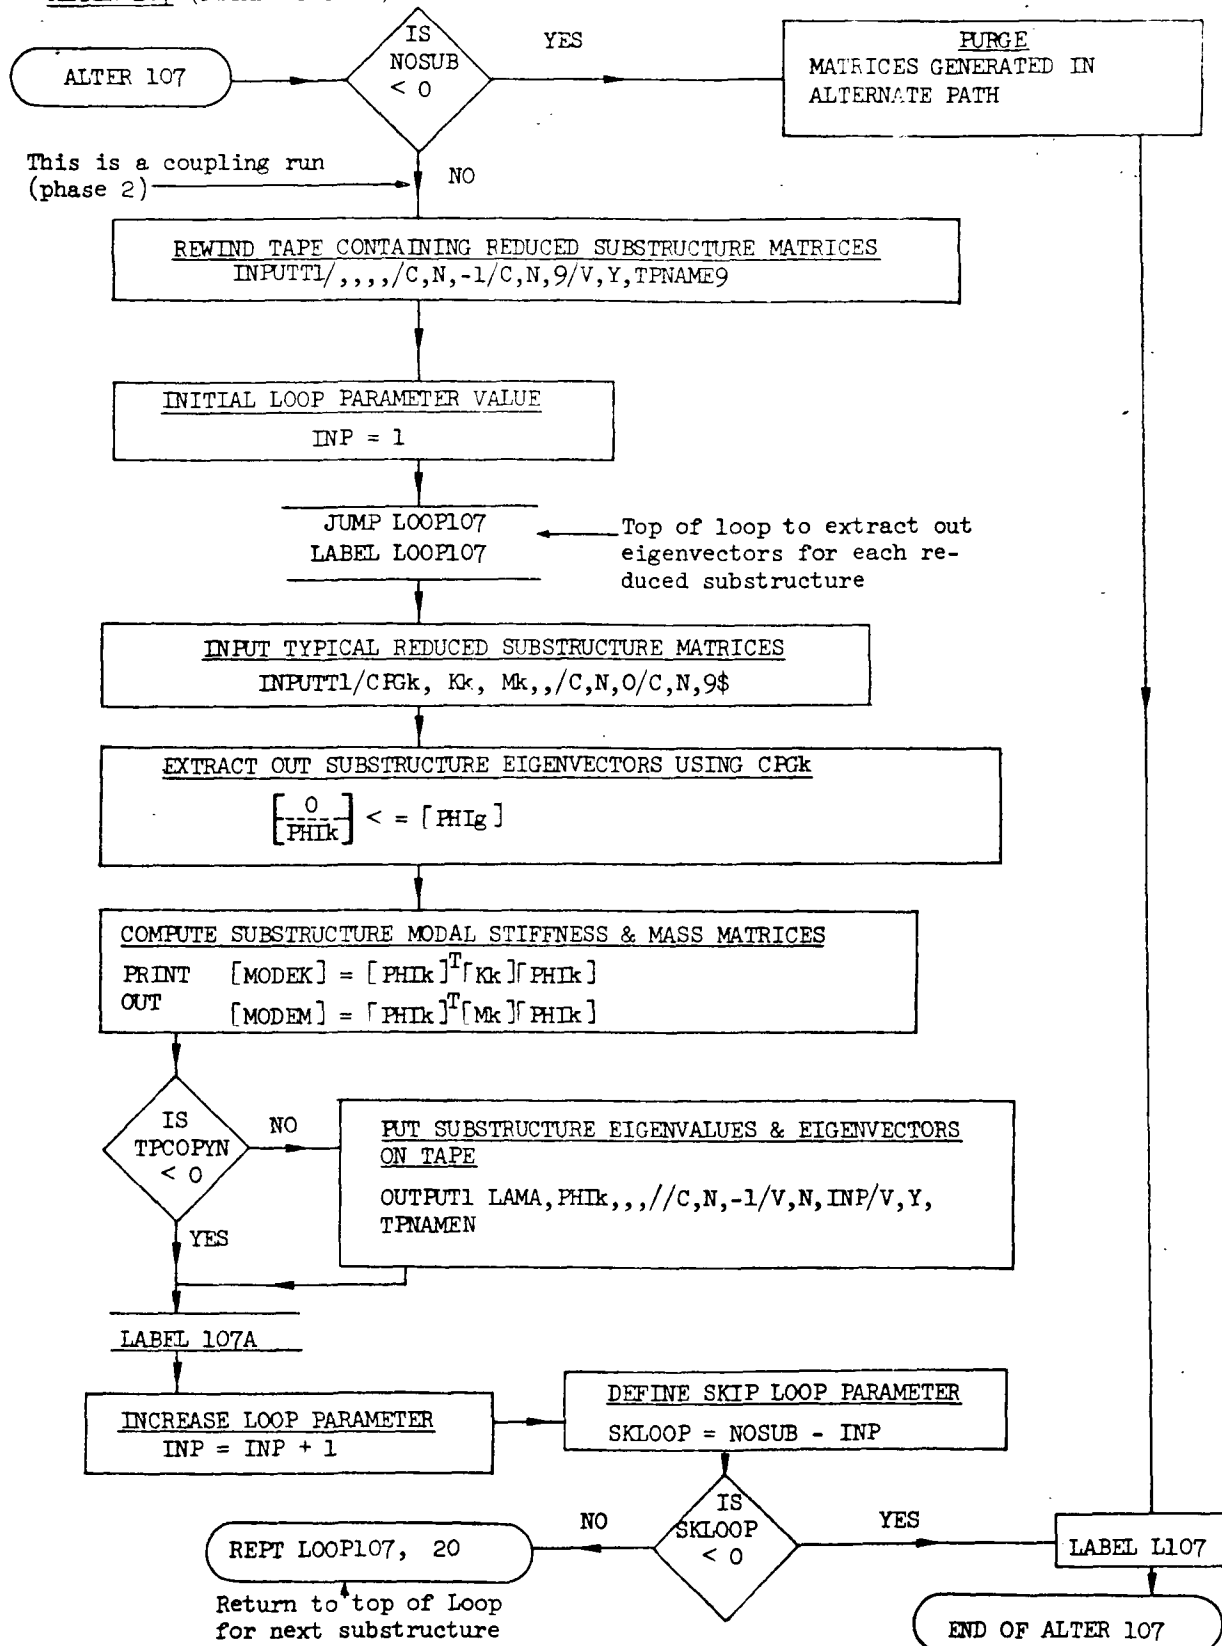 ALTER 107
IS
NOSUB
< 0
YES
PURGE
MATRICES GENERATED IN
ALTERNATE PATH
This is a coupling run
(phase 2)
NO
REWIND TAPE CONTAINING REDUCED SUBSTRUCTURE MATRICES
INPUTT1/,,,,/C,N,-1/C,N,9/V,Y,TPNAME9
INITIAL LOOP PARAMETER VALUE
INP = 1
JUMP LOOP107
LABEL LOOP107
Top of loop to extract out
eigenvectors for each re-
duced substructure
INPUT TYPICAL REDUCED SUBSTRUCTURE MATRICES
INPUTT1/CPGk, Kk, Mk,,/C,N,0/C,N,9$
EXTRACT OUT SUBSTRUCTURE EIGENVECTORS USING CPGk
[0/PHIk] < = [PHIg]
COMPUTE SUBSTRUCTURE MODAL STIFFNESS & MASS MATRICES
PRINT [MODEK] = [PHIk]^T[Kk][PHIk]
OUT [MODEM] = [PHIk]^T[Mk][PHIk]
IS
TPCOPYN
< 0
NO
PUT SUBSTRUCTURE EIGENVALUES & EIGENVECTORS
ON TAPE
OUTPUT1 LAMA,PHIk,,,//C,N,-1/V,N,INP/V,Y,
TPNAMEN
YES
LABEL 107A
INCREASE LOOP PARAMETER
INP = INP + 1
DEFINE SKIP LOOP PARAMETER
SKLOOP = NOSUB - INP
IS
SKLOOP
< 0
NO
YES
REPT LOOP107, 20
LABEL L107
Return to top of Loop
for next substructure
END OF ALTER 107